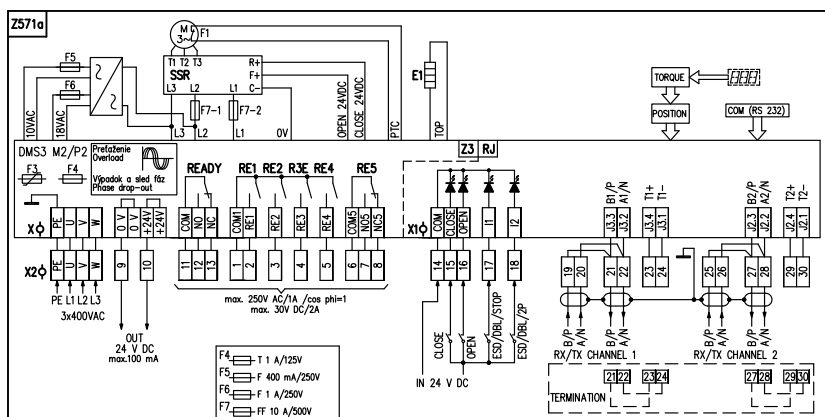 Z571a
M
3~
F1
T1 T2 T3
SSR
R+
F+
C-
L3 L2 L1
F5
F6
F7-1
F7-2
10VAC
18VAC
L3 L2 L1 0V
OPEN 24VDC
CLOSE 24VDC
PTC
E1
TOP
TORQUE
POSITION
COM (RS 232)
DMS3 M2/P2
F3
F4
Preťaženie
Overload
Výpadok a sled fáz
Phase drop-out
Z3 RJ
READY
RE1 RE2 R3E RE4 RE5
X
PE U V W
0 V
0 V
+24V
+24V
COM NO NC
COM1 RE1 RE2 RE3 RE4
COM5 NO5 NC5
X1
COM CLOSE OPEN I1 I2
J3.3 B1/P
J3.2 A1/N
J3.4 T1+
J3.1 T1-
J2.3 B2/P
J2.2 A2/N
J2.4 T2+
J2.1 T2-
X2
PE U V W
9 10
11 12 13
1 2 3 4 5
6 7 8
14 15 16 17 18
19 20 21 22 23 24
25 26 27 28 29 30
PE L1 L2 L3
3x400VAC
OUT
24 V DC
max.100 mA
max. 250V AC/1A /cos phi=1
max. 30V DC/2A
CLOSE
OPEN
ESD/DBL/STOP
ESD/DBL/2P
IN 24 V DC
B/P A/N B/P A/N
RX/TX CHANNEL 1
B/P A/N B/P A/N
RX/TX CHANNEL 2
TERMINATION
21 22 23 24
27 28 29 30
F4 T 1 A/125V
F5 F 400 mA/250V
F6 F 1 A/250V
F7 FF 10 A/500V